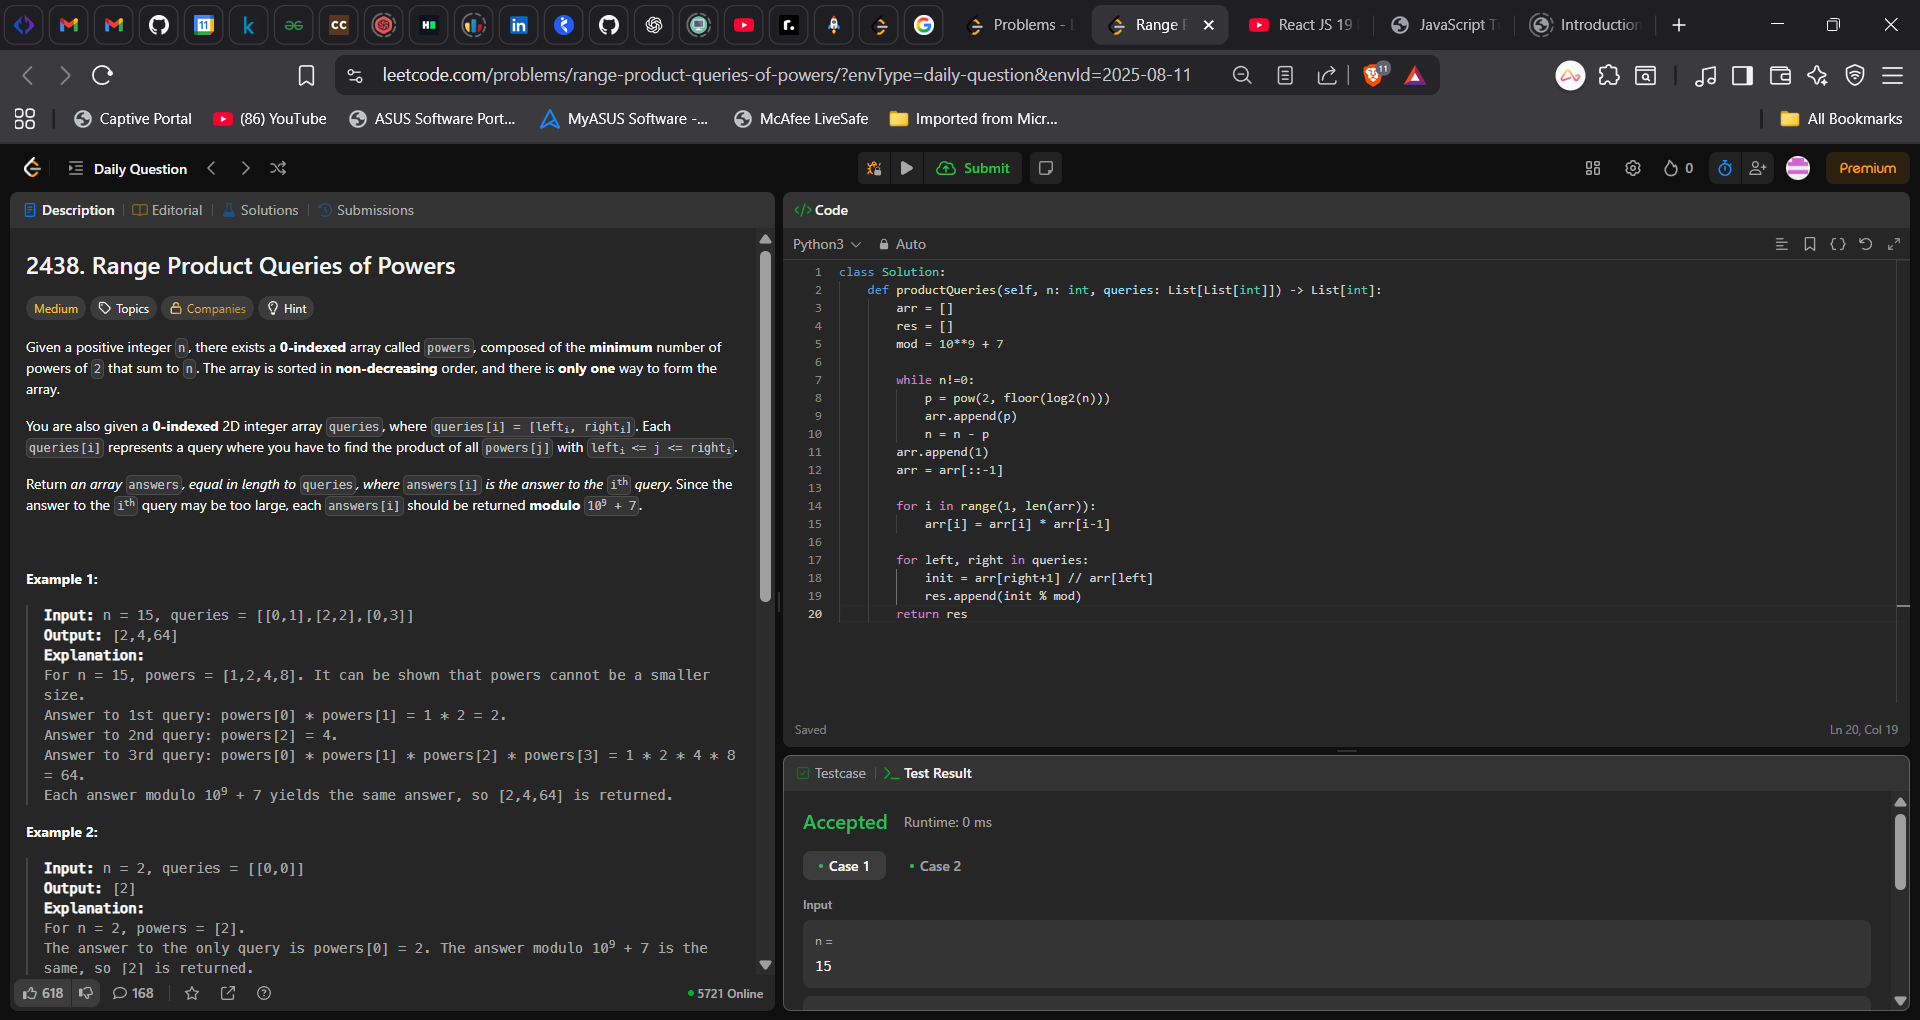 Problems - L
Range P
React JS 19
JavaScript Tu
Introduction
leetcode.com/problems/range-product-queries-of-powers/?envType=daily-question&envId=2025-08-11
11
Captive Portal
(86) YouTube
ASUS Software Port...
MyASUS Software -...
McAfee LiveSafe
Imported from Micr...
All Bookmarks
Daily Question
Submit
0
Premium
Description
Editorial
Solutions
Submissions
2438. Range Product Queries of Powers
Medium
Topics
Companies
Hint
Given a positive integer n, there exists a 0-indexed array called powers, composed of the minimum number of
powers of 2 that sum to n. The array is sorted in non-decreasing order, and there is only one way to form the
array.
You are also given a 0-indexed 2D integer array queries, where queries[i] = [lefti, righti]. Each
queries[i] represents a query where you have to find the product of all powers[j] with lefti <= j <= righti.
Return an array answers, equal in length to queries, where answers[i] is the answer to the ith query. Since the
answer to the ith query may be too large, each answers[i] should be returned modulo 10⁹ + 7.
Example 1:
Input: n = 15, queries = [[0,1],[2,2],[0,3]]
Output: [2,4,64]
Explanation:
For n = 15, powers = [1,2,4,8]. It can be shown that powers cannot be a smaller
size.
Answer to 1st query: powers[0] * powers[1] = 1 * 2 = 2.
Answer to 2nd query: powers[2] = 4.
Answer to 3rd query: powers[0] * powers[1] * powers[2] * powers[3] = 1 * 2 * 4 * 8
= 64.
Each answer modulo 10⁹ + 7 yields the same answer, so [2,4,64] is returned.
Example 2:
Input: n = 2, queries = [[0,0]]
Output: [2]
Explanation:
For n = 2, powers = [2].
The answer to the only query is powers[0] = 2. The answer modulo 10⁹ + 7 is the
same, so [2] is returned.
618
168
5721 Online
</> Code
Python3
Auto
1 class Solution:
2 def productQueries(self, n: int, queries: List[List[int]]) -> List[int]:
3 arr = []
4 res = []
5 mod = 10**9 + 7
6
7 while n!=0:
8 p = pow(2, floor(log2(n)))
9 arr.append(p)
10 n = n - p
11 arr.append(1)
12 arr = arr[::-1]
13
14 for i in range(1, len(arr)):
15 arr[i] = arr[i] * arr[i-1]
16
17 for left, right in queries:
18 init = arr[right+1] // arr[left]
19 res.append(init % mod)
20 return res
Saved
Ln 20, Col 19
Testcase
Test Result
Accepted
Runtime: 0 ms
Case 1
Case 2
Input
n =
15